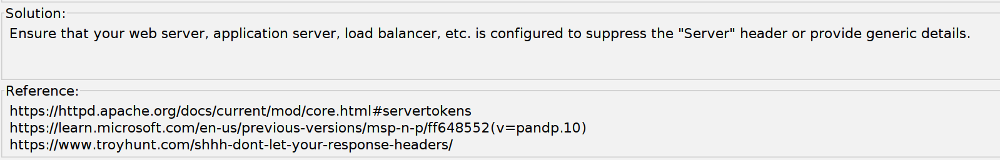 Solution:
Ensure that your web server, application server, load balancer, etc. is configured to suppress the "Server" header or provide generic details.
Reference:
https://httpd.apache.org/docs/current/mod/core.html#servertokens
https://learn.microsoft.com/en-us/previous-versions/msp-n-p/ff648552(v=pandp.10)
https://www.troyhunt.com/shhh-dont-let-your-response-headers/